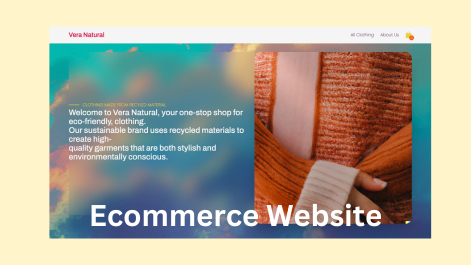 Vera Natural
All Clothing About Us
CLOTHING MADE FROM RECYCLED MATERIAL
Welcome to Vera Natural, your one-stop shop for
eco-friendly, clothing.
Our sustainable brand uses recycled materials to
create high-
quality garments that are both stylish and
environmentally conscious.
Ecommerce Website